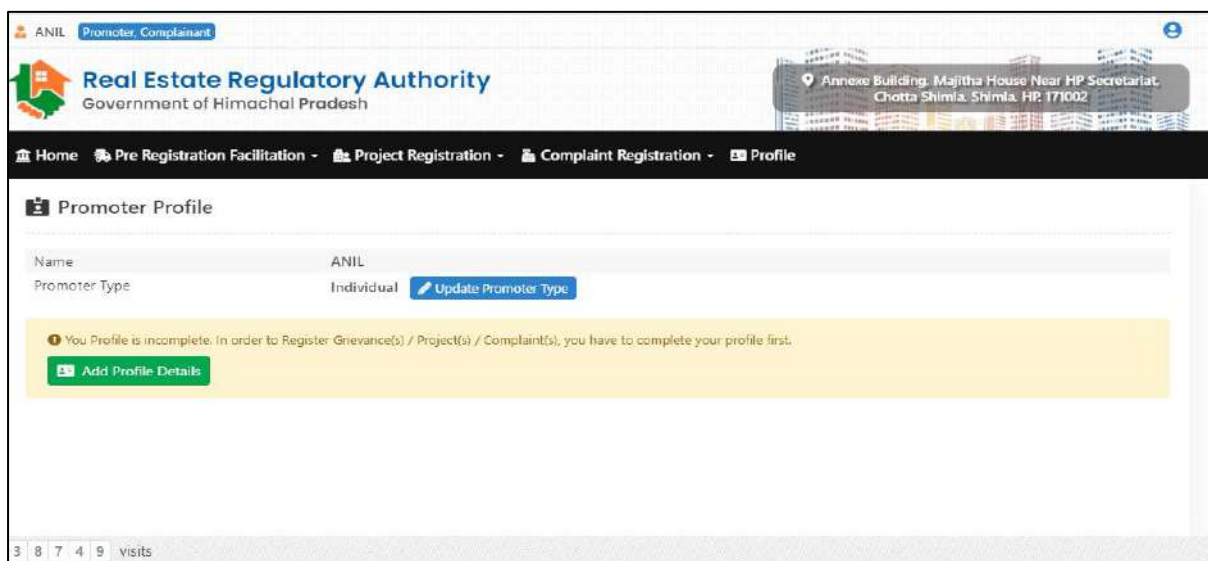 ANIL Promoter, Complainant
Real Estate Regulatory Authority
Government of Himachal Pradesh
Annexe Building, Majitha House Near HP Secretariat,
Chotta Shimla, Shimla, HP, 171002
Home Pre Registration Facilitation Project Registration Complaint Registration Profile
Promoter Profile
Name ANIL
Promoter Type Individual Update Promoter Type
You Profile is incomplete. In order to Register Grievance(s) / Project(s) / Complaint(s), you have to complete your profile first.
Add Profile Details
3 8 7 4 9 visits